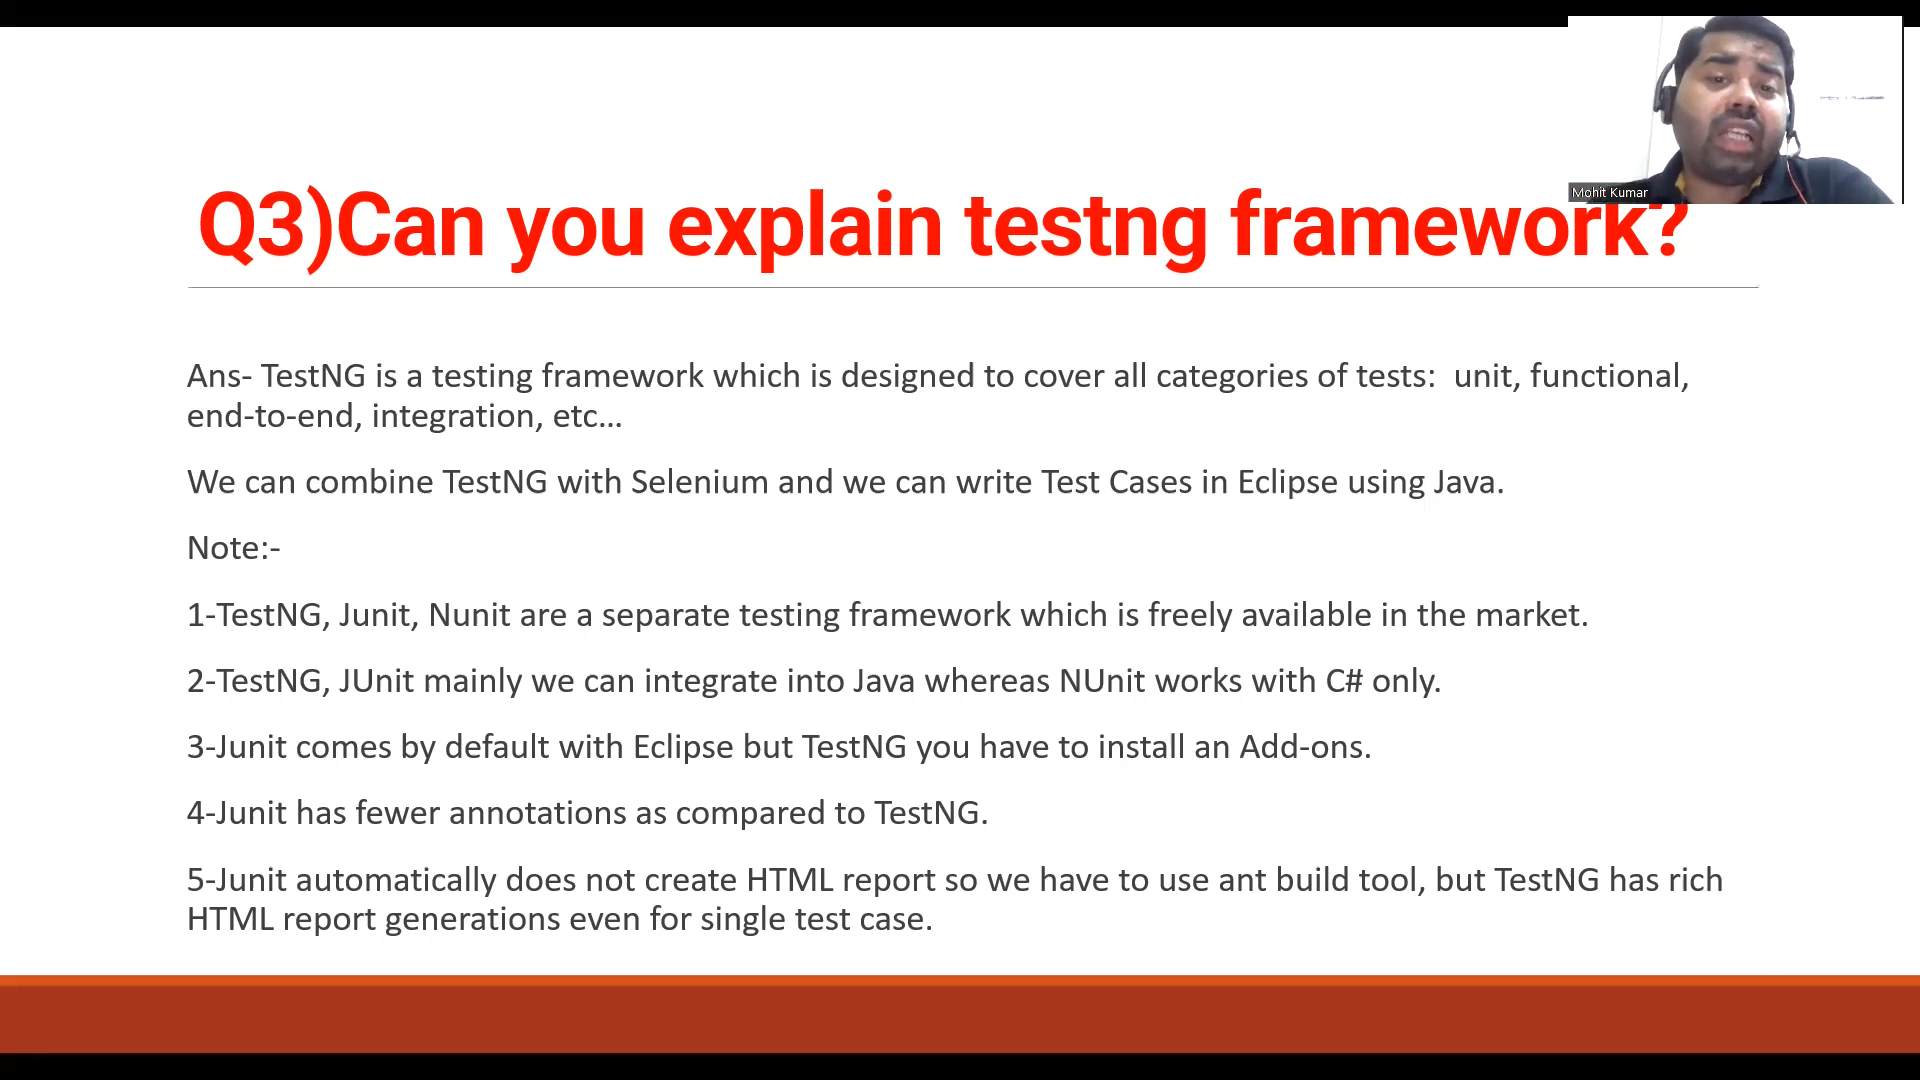 Mohit Kumar
Q3)Can you explain testng framework?
Ans- TestNG is a testing framework which is designed to cover all categories of tests:  unit, functional,
end-to-end, integration, etc…
We can combine TestNG with Selenium and we can write Test Cases in Eclipse using Java.
Note:-
1-TestNG, Junit, Nunit are a separate testing framework which is freely available in the market.
2-TestNG, JUnit mainly we can integrate into Java whereas NUnit works with C# only.
3-Junit comes by default with Eclipse but TestNG you have to install an Add-ons.
4-Junit has fewer annotations as compared to TestNG.
5-Junit automatically does not create HTML report so we have to use ant build tool, but TestNG has rich
HTML report generations even for single test case.